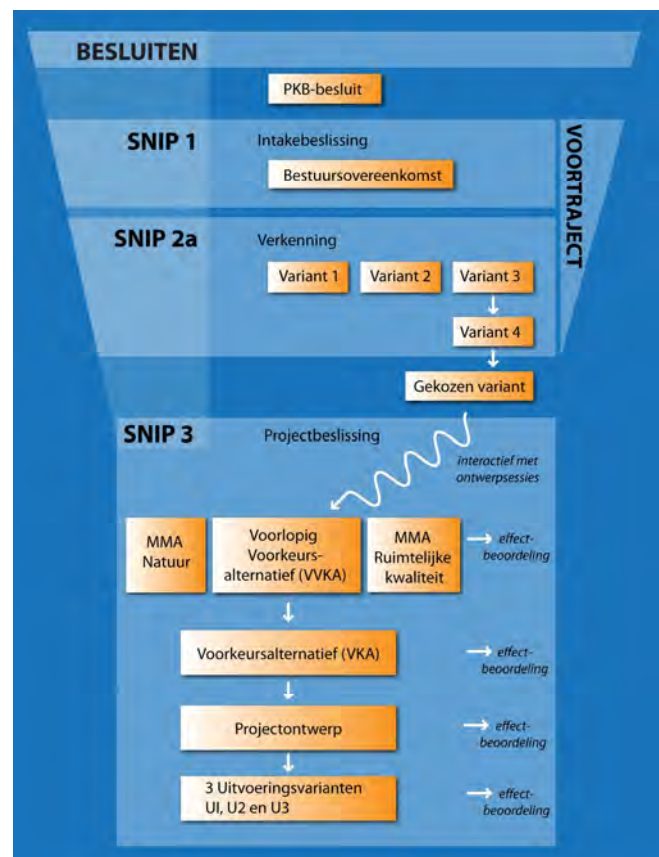 BESLUITEN
PKB-besluit
SNIP 1
Intakebeslissing
Bestuursovereenkomst
VOORTRAJECT
SNIP 2a
Verkenning
Variant 1
Variant 2
Variant 3
Variant 4
Gekozen variant
SNIP 3
Projectbeslissing
interactief met
ontwerpsessies
MMA
Natuur
Voorlopig
Voorkeurs-
alternatief (VVKA)
MMA
Ruimtelijke
kwaliteit
effect-
beoordeling
Voorkeursalternatief (VKA)
effect-
beoordeling
Projectontwerp
effect-
beoordeling
3 Uitvoeringsvarianten
UI, U2 en U3
effect-
beoordeling